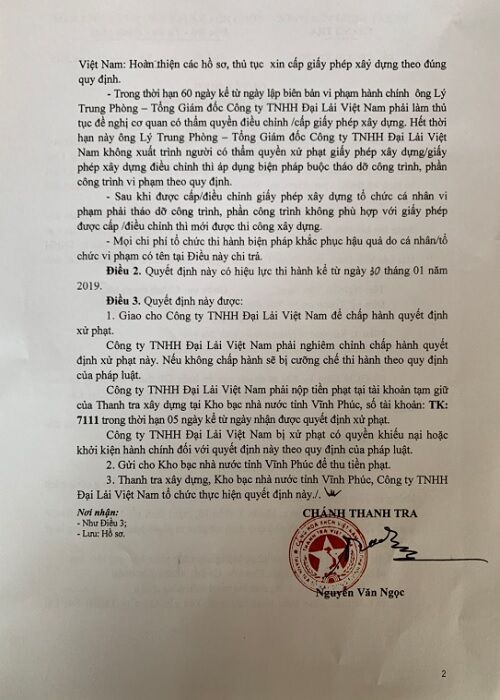 Việt Nam: Hoàn thiện các hồ sơ, thủ tục xin cấp giấy phép xây dựng theo đúng
quy định.
- Trong thời hạn 60 ngày kể từ ngày lập biên bản vi phạm hành chính ông Lý
Trung Phòng – Tổng Giám đốc Công ty TNHH Đại Lải Việt Nam phải làm thủ
tục đề nghị cơ quan có thẩm quyền điều chỉnh /cấp giấy phép xây dựng. Hết thời
hạn này ông Lý Trung Phòng – Tổng Giám đốc Công ty TNHH Đại Lải Việt
Nam không xuất trình người có thẩm quyền xử phạt giấy phép xây dựng/giấy
phép xây dựng điều chỉnh thì áp dụng biện pháp buộc tháo dỡ công trình, phần
công trình vi phạm theo quy định.
- Sau khi được cấp/điều chỉnh giấy phép xây dựng tổ chức cá nhân vi
phạm phải tháo dỡ công trình, phần công trình không phù hợp với giấy phép
được cấp /điều chỉnh thì mới được thi công xây dựng.
- Mọi chi phí tổ chức thi hành biện pháp khắc phục hậu quả do cá nhân/tổ
chức vi phạm có tên tại Điều này chi trả.
Điều 2. Quyết định này có hiệu lực thi hành kể từ ngày 30 tháng 01 năm
2019.
Điều 3. Quyết định này được:
1. Giao cho Công ty TNHH Đại Lải Việt Nam để chấp hành quyết định
xử phạt.
Công ty TNHH Đại Lải Việt Nam phải nghiêm chỉnh chấp hành quyết
định xử phạt này. Nếu không chấp hành sẽ bị cưỡng chế thi hành theo quy định
của pháp luật.
Công ty TNHH Đại Lải Việt Nam phải nộp tiền phạt tại tài khoản tạm giữ
của Thanh tra xây dựng tại Kho bạc nhà nước tỉnh Vĩnh Phúc, số tài khoản: TK:
7111 trong thời hạn 05 ngày kể từ ngày nhận được quyết định xử phạt.
Công ty TNHH Đại Lải Việt Nam bị xử phạt có quyền khiếu nại hoặc
khởi kiện hành chính đối với quyết định này theo quy định của pháp luật.
2. Gửi cho Kho bạc nhà nước tỉnh Vĩnh Phúc để thu tiền phạt.
3. Thanh tra xây dựng, Kho bạc nhà nước tỉnh Vĩnh Phúc, Công ty TNHH
Đại Lải Việt Nam tổ chức thực hiện quyết định này./.
Nơi nhận:
- Như Điều 3;
- Lưu: Hồ sơ.
CHÁNH THANH TRA
Nguyễn Văn Ngọc
2